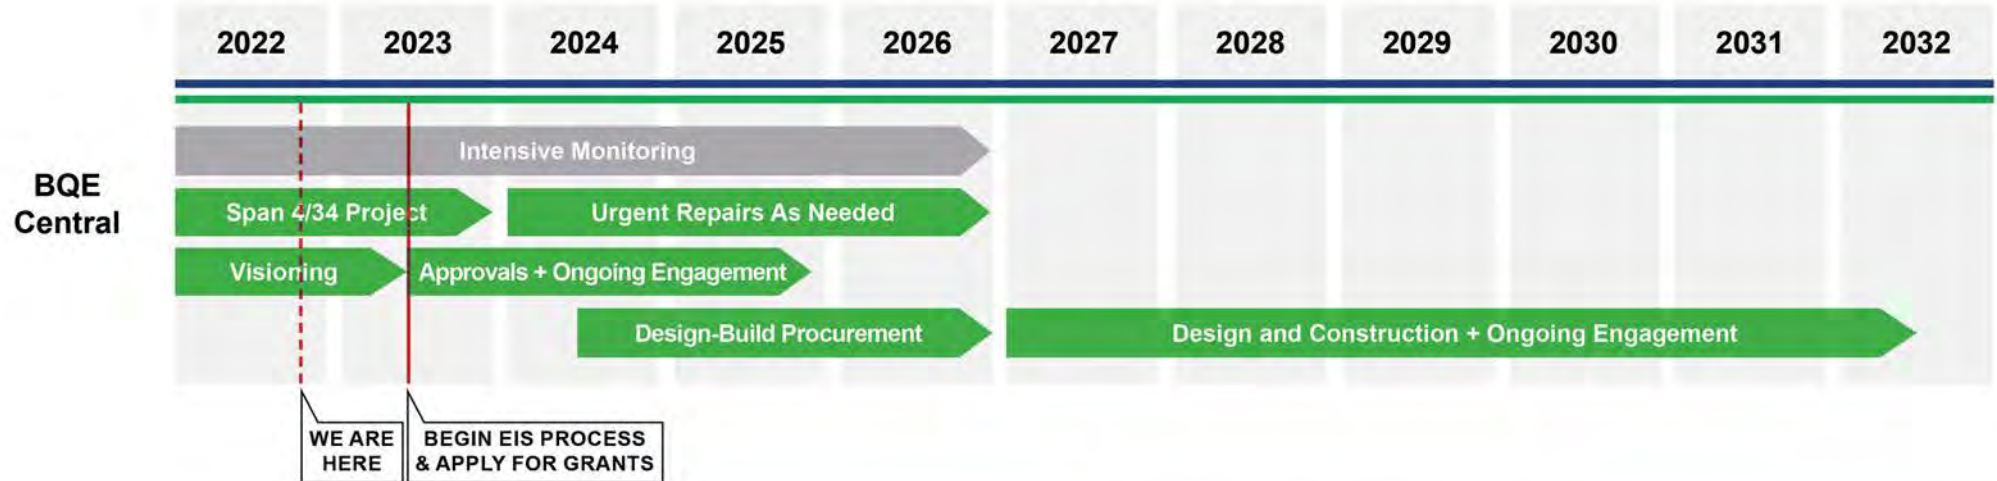 2022 2023 2024 2025 2026 2027 2028 2029 2030 2031 2032
BQE
Central
Intensive Monitoring
Span 4/34 Project
Urgent Repairs As Needed
Visioning
Approvals + Ongoing Engagement
Design-Build Procurement
Design and Construction + Ongoing Engagement
WE ARE
HERE
BEGIN EIS PROCESS
& APPLY FOR GRANTS